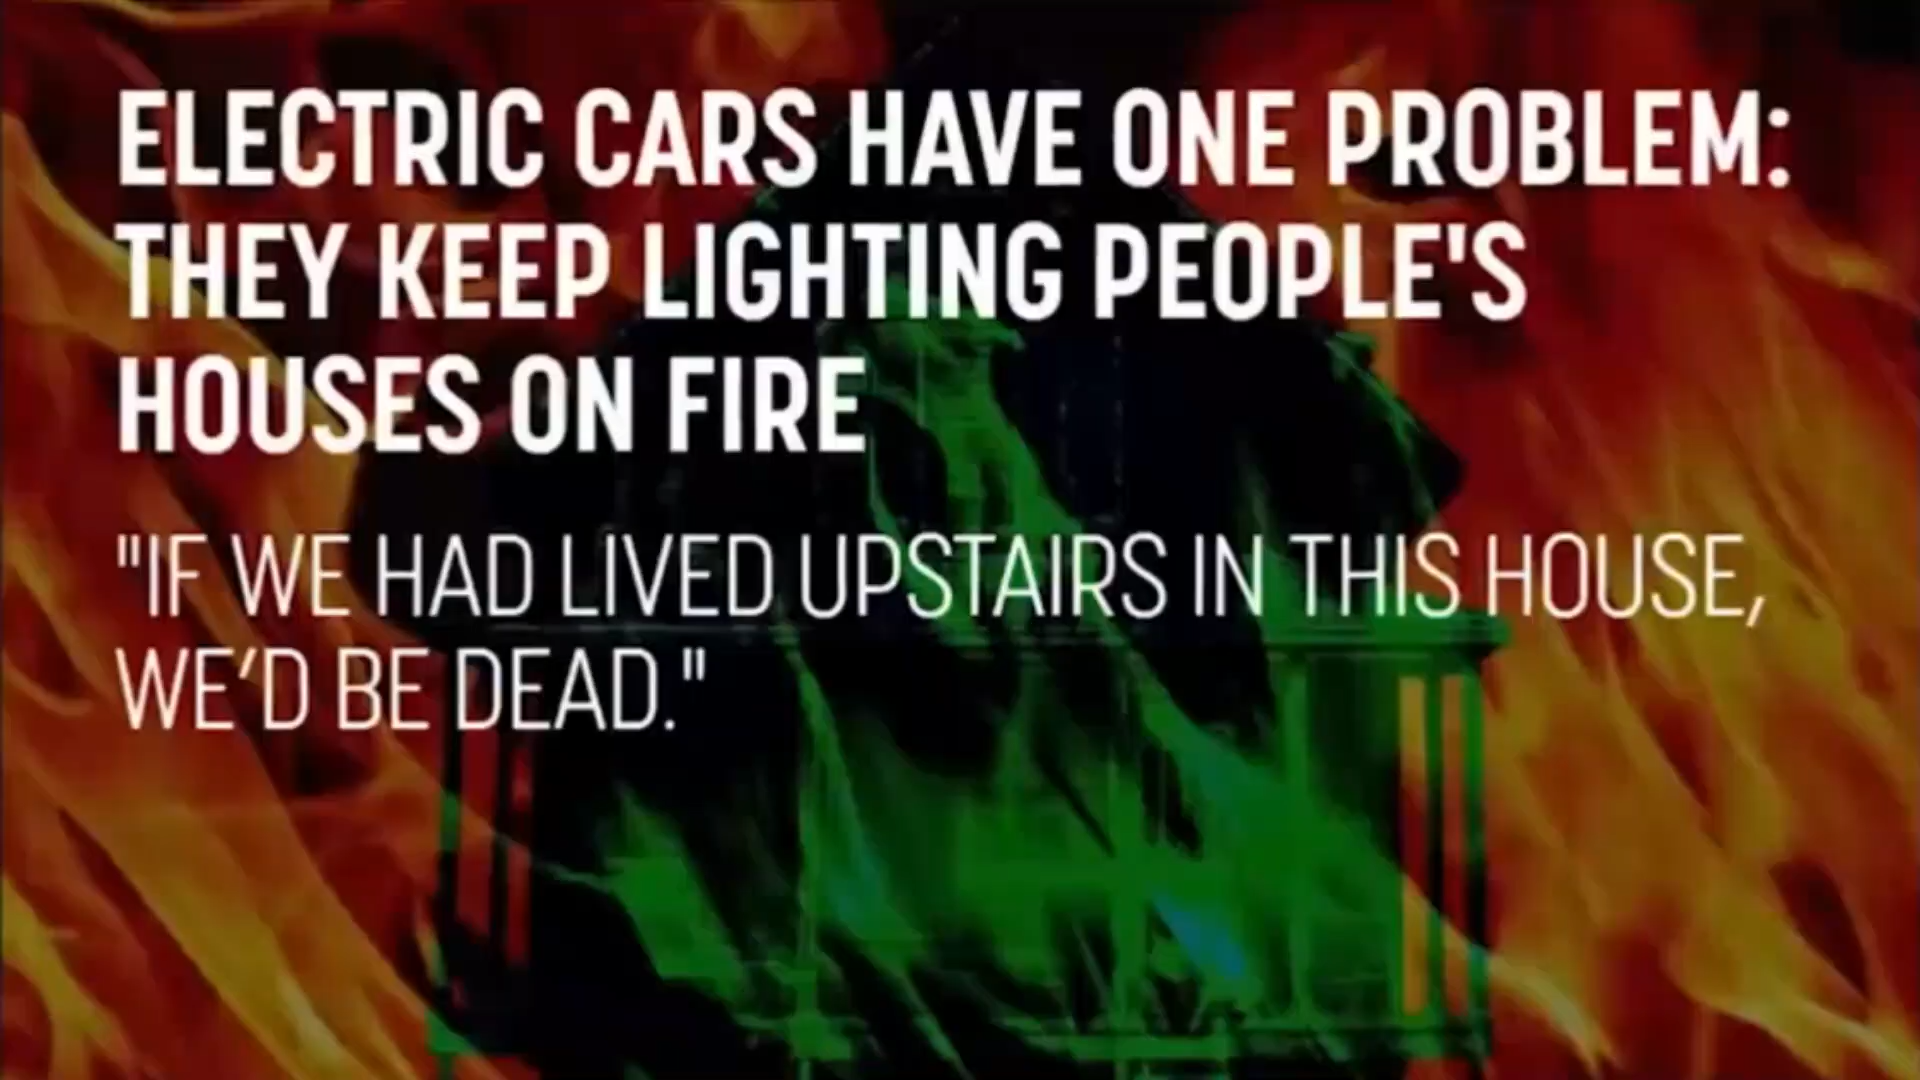 ELECTRIC CARS HAVE ONE PROBLEM:
THEY KEEP LIGHTING PEOPLE'S
HOUSES ON FIRE
"IF WE HAD LIVED UPSTAIRS IN THIS HOUSE,
WE’D BE DEAD."